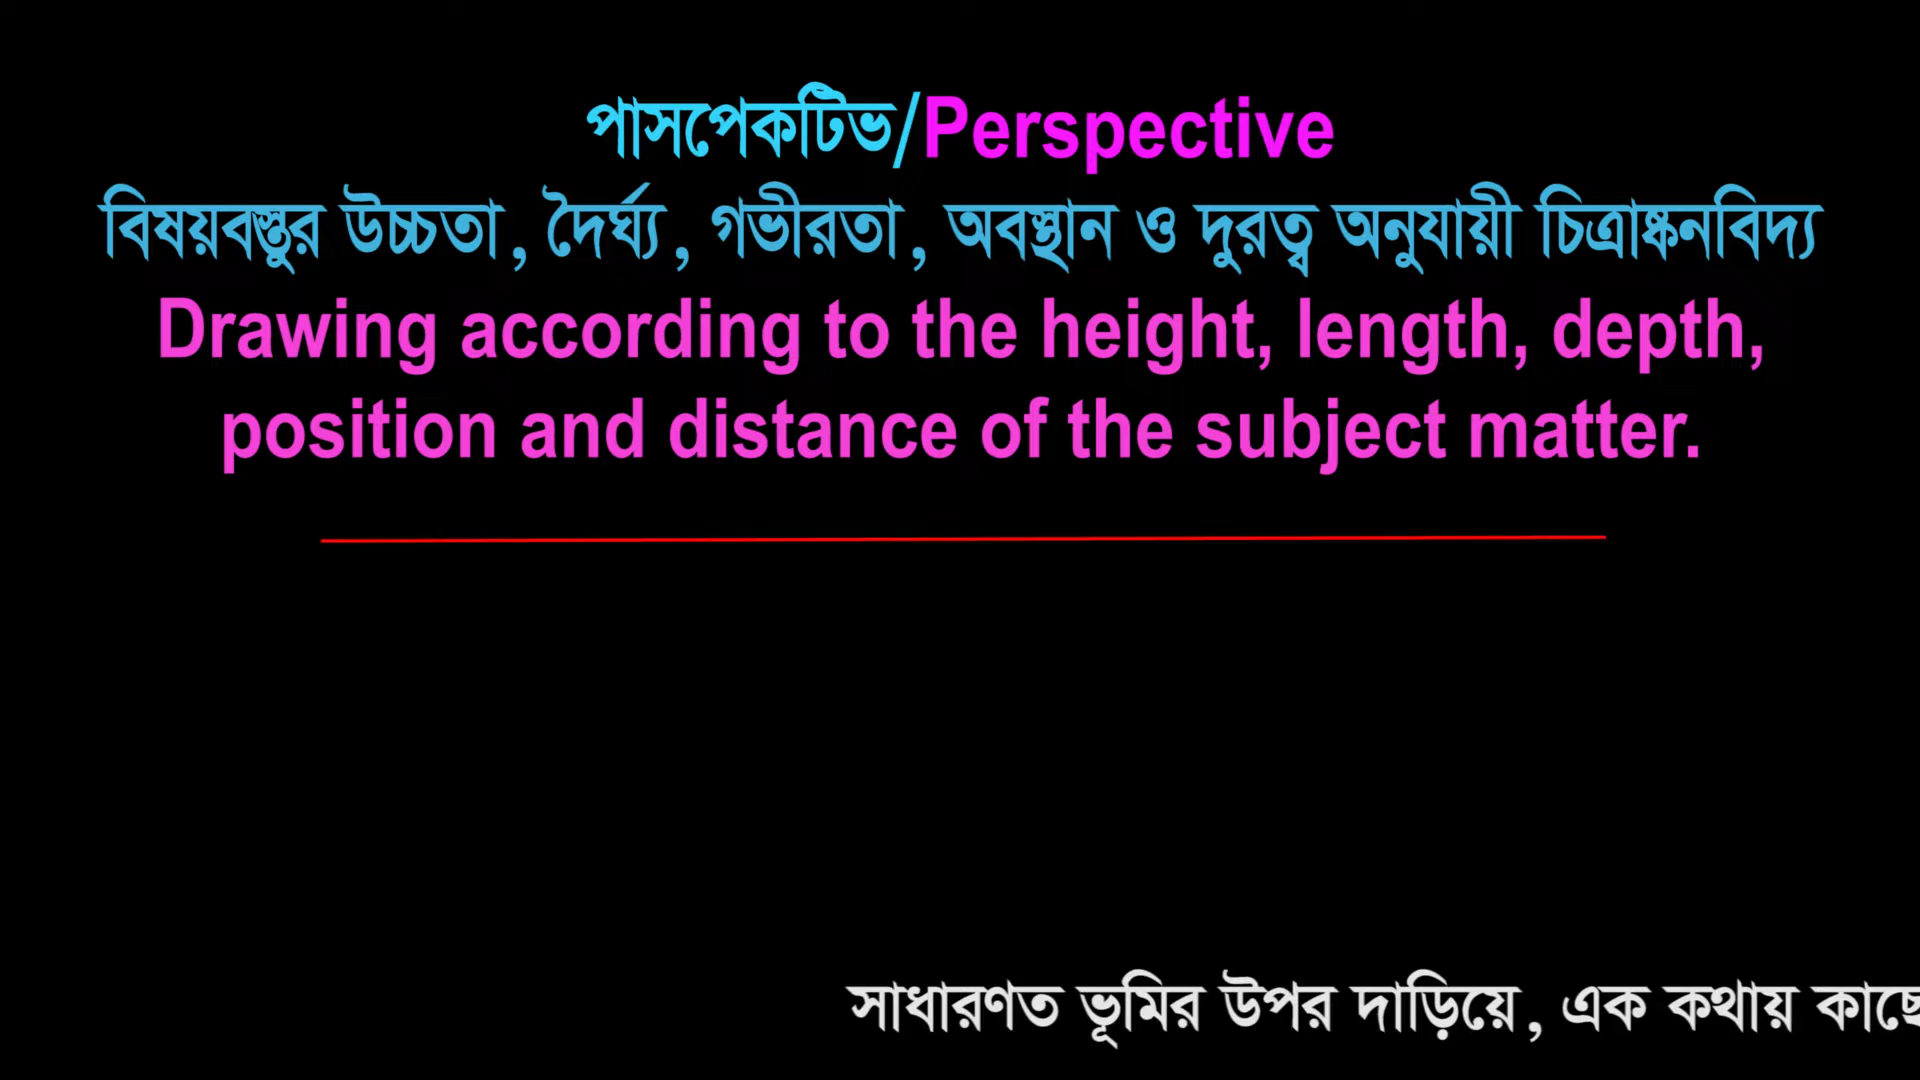 পাসপেকটিভ/Perspective
বিষয়বস্তুর উচ্চতা, দৈর্ঘ্য, গভীরতা, অবস্থান ও দুরত্ব অনুযায়ী চিত্রাঙ্কনবিদ্য
Drawing according to the height, length, depth,
position and distance of the subject matter.
সাধারণত ভূমির উপর দাড়িয়ে, এক কথায় কাছে